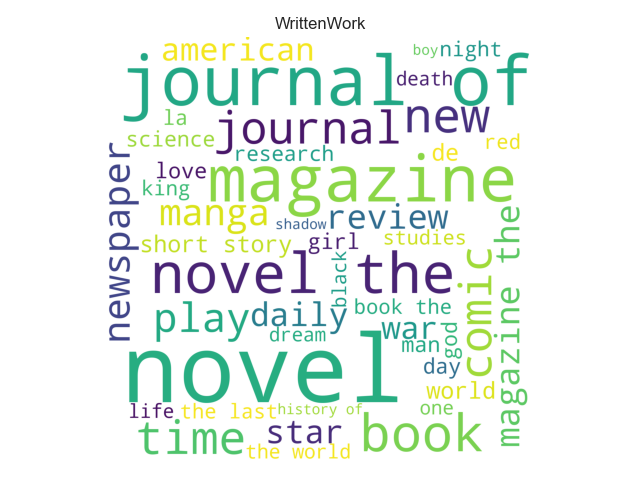 WrittenWork
american
boy
night
journal of
death
la
journal
new
science
research
de
red
love
king
magazine
newspaper
manga
shadow
review
short story
girl
studies
novel the
black
comic
magazine the
play
daily
book the
war
dream
man
god
novel
day
world
life
the last
history of
one
time
star
book
the world